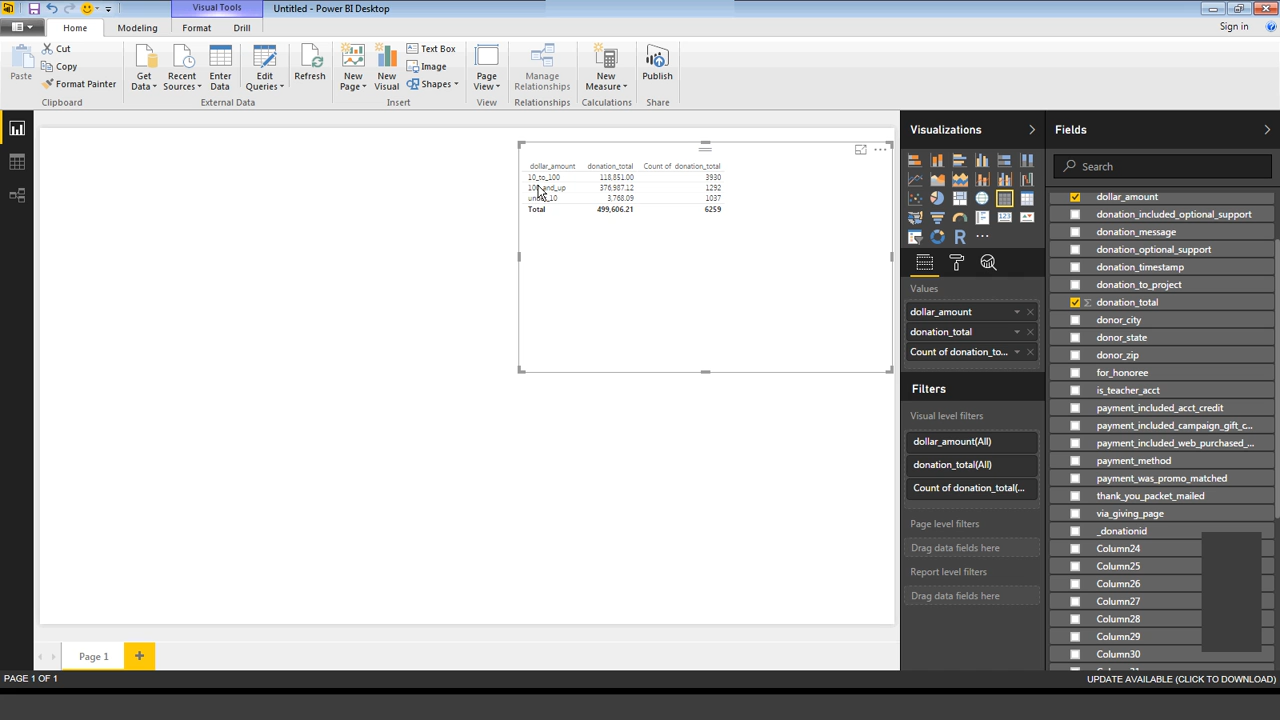 Visual Tools
Untitled - Power BI Desktop
Home
Modeling
Format
Drill
Sign in
Paste
Cut
Copy
Format Painter
Clipboard
Get Data
Recent Sources
Enter Data
Edit Queries
External Data
Refresh
New Page
New Visual
Text Box
Image
Shapes
Insert
Page View
View
Manage Relationships
Relationships
New Measure
Calculations
Publish
Share
dollar_amount donation_total Count of donation_total
10_to_100 118,851.00 3930
and_up 376,987.12 1292
3,768.09 1037
Total 499,606.21 6259
Visualizations
Values
dollar_amount
donation_total
Count of donation_to...
Filters
Visual level filters
dollar_amount(All)
donation_total(All)
Count of donation_total(...
Page level filters
Drag data fields here
Report level filters
Drag data fields here
Fields
Search
dollar_amount
donation_included_optional_support
donation_message
donation_optional_support
donation_timestamp
donation_to_project
Σ donation_total
donor_city
donor_state
donor_zip
for_honoree
is_teacher_acct
payment_included_acct_credit
payment_included_campaign_gift_c...
payment_included_web_purchased_...
payment_method
payment_was_promo_matched
thank_you_packet_mailed
via_giving_page
_donationid
Column24
Column25
Column26
Column27
Column28
Column29
Column30
Page 1
PAGE 1 OF 1
UPDATE AVAILABLE (CLICK TO DOWNLOAD)